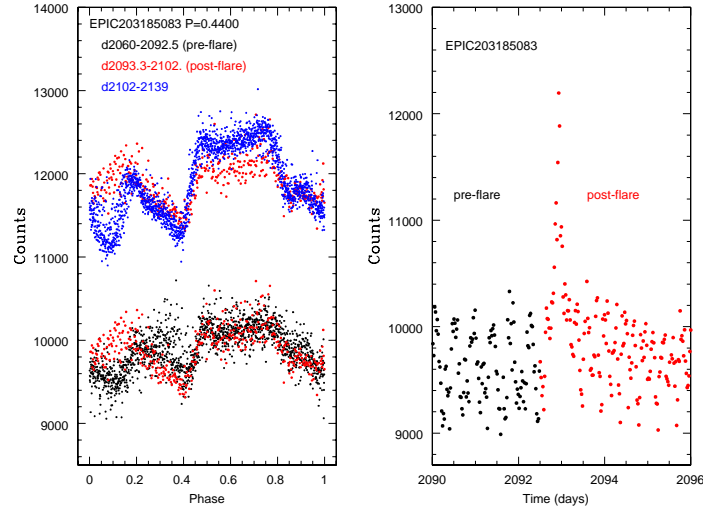 EPIC203185083 P=0.4400
d2060-2092.5 (pre-flare)
d2093.3-2102. (post-flare)
d2102-2139
14000
13000
12000
11000
10000
9000
8000
Counts
0
0.2
0.4
0.6
0.8
1
Phase
EPIC203185083
pre-flare
post-flare
13000
12000
11000
10000
9000
Counts
2090
2092
2094
2096
Time (days)